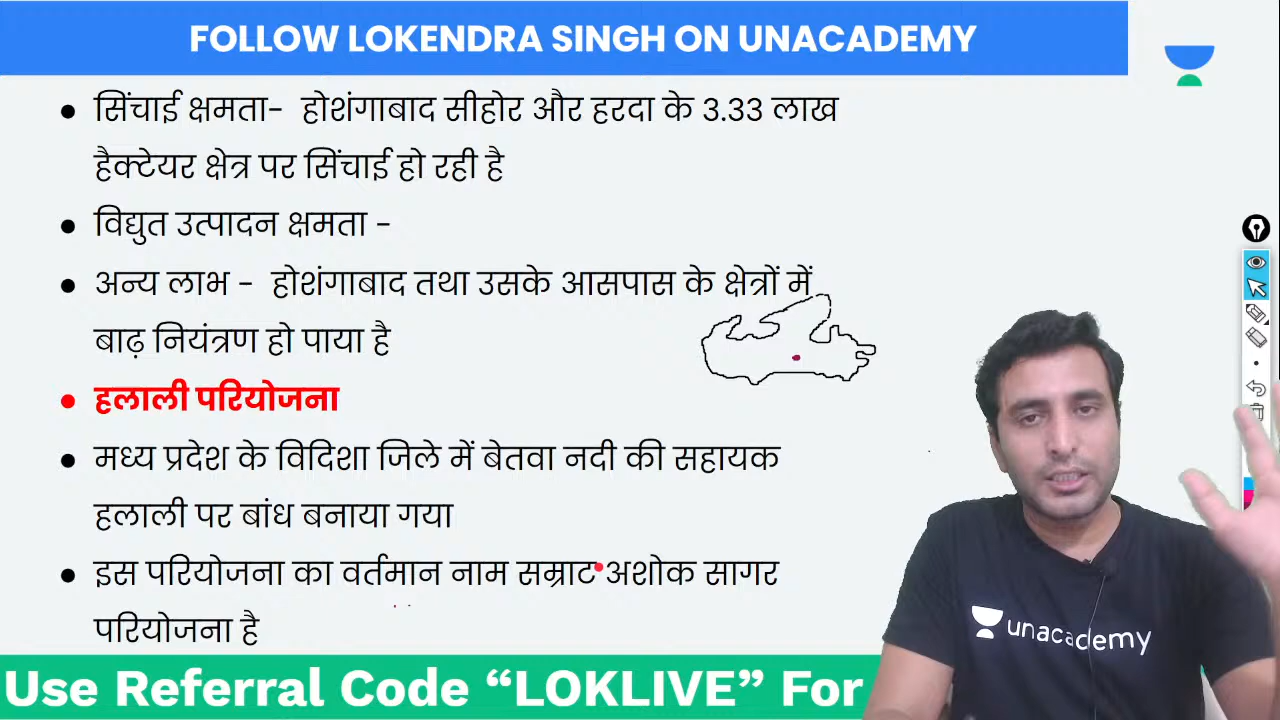 FOLLOW LOKENDRA SINGH ON UNACADEMY
सिंचाई क्षमता- होशंगाबाद सीहोर और हरदा के ३.३३ लाख
हैक्टेयर क्षेत्र पर सिंचाई हो रही है
विद्युत उत्पादन क्षमता -
अन्य लाभ - होशंगाबाद तथा उसके आसपास के क्षेत्रों में
बाढ़ नियंत्रण हो पाया है
हलाली परियोजना
मध्य प्रदेश के विदिशा जिले में बेतवा नदी की सहायक
हलाली पर बांध बनाया गया
इस परियोजना का वर्तमान नाम सम्राट अशोक सागर
परियोजना है
unacademy
Use Referral Code “LOKLIVE” For